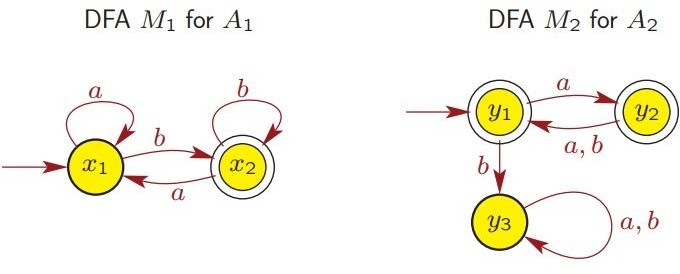 DFA M₁ for A₁
DFA M₂ for A₂
a
b
b
a
x₁
x₂
a
a, b
y₁
y₂
b
y₃
a, b